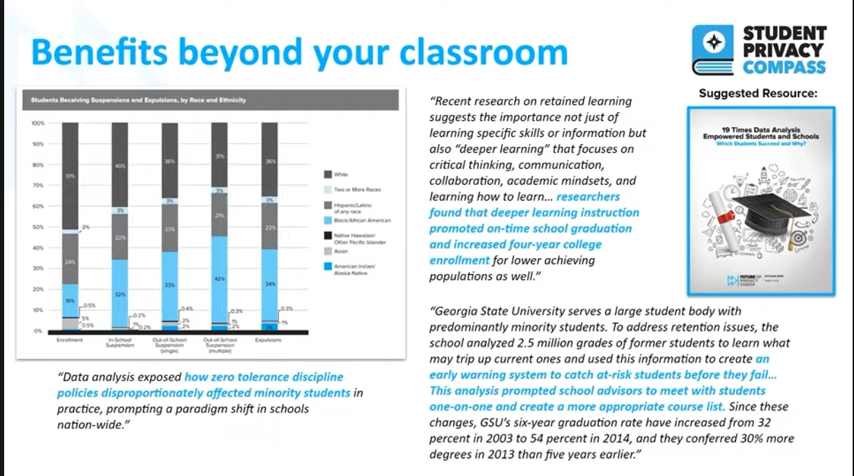 Benefits beyond your classroom
STUDENT
PRIVACY
COMPASS
Suggested Resource:
Students Receiving Suspensions and Expulsions, by Race and Ethnicity
100%
90%
80%
70%
60%
50%
40%
30%
20%
10%
0%
51%
2%
24%
16%
0.5%
5%
0.5%
40%
3%
22%
32%
0.2%
1%
0.2%
36%
3%
23%
33%
0.4%
2%
2%
31%
3%
21%
42%
0.3%
1%
2%
36%
3%
22%
34%
0.3%
1%
3%
Enrollment
In-School
Suspension
Out-of-School
Suspension
(single)
Out-of-School
Suspension
(multiple)
Expulsions
White
Two or More Races
Hispanic/Latino
of any race
Black/African American
Native Hawaiian/
Other Pacific Islander
Asian
American Indian/
Alaska Native
“Data analysis exposed how zero tolerance discipline
policies disproportionately affected minority students in
practice, prompting a paradigm shift in schools
nation-wide.”
“Recent research on retained learning
suggests the importance not just of
learning specific skills or information but
also “deeper learning” that focuses on
critical thinking, communication,
collaboration, academic mindsets, and
learning how to learn… researchers
found that deeper learning instruction
promoted on-time school graduation
and increased four-year college
enrollment for lower achieving
populations as well.”
19 Times Data Analysis
Empowered Students and Schools
Which Students Succeed and Why?
FUTURE OF
PRIVACY
FORUM
“Georgia State University serves a large student body with
predominantly minority students. To address retention issues, the
school analyzed 2.5 million grades of former students to learn what
may trip up current ones and used this information to create an
early warning system to catch at-risk students before they fail…
This analysis prompted school advisors to meet with students
one-on-one and create a more appropriate course list. Since these
changes, GSU’s six-year graduation rate have increased from 32
percent in 2003 to 54 percent in 2014, and they conferred 30% more
degrees in 2013 than five years earlier.”